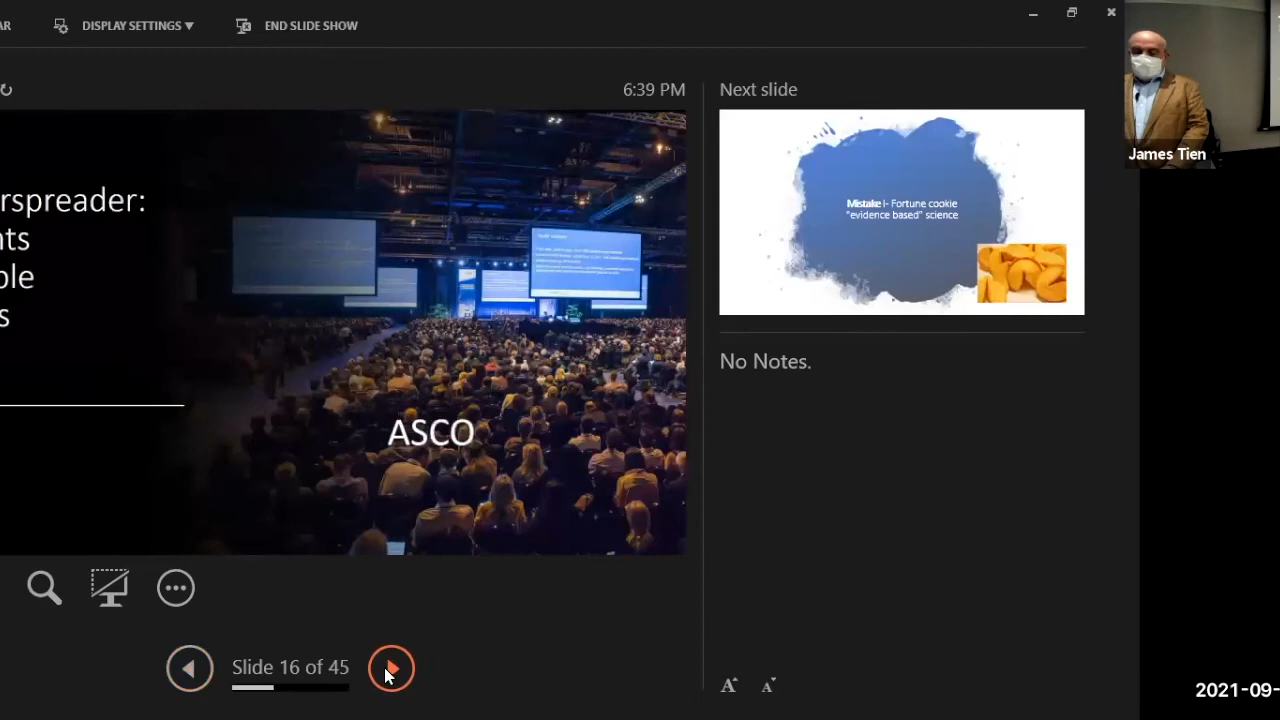 AR
DISPLAY SETTINGS
END SLIDE SHOW
6:39 PM
rspreader:
nts
ble
s
ASCO
Slide 16 of 45
Next slide
Mistake I- Fortune cookie
"evidence based" science
No Notes.
A A
James Tien
2021-09-